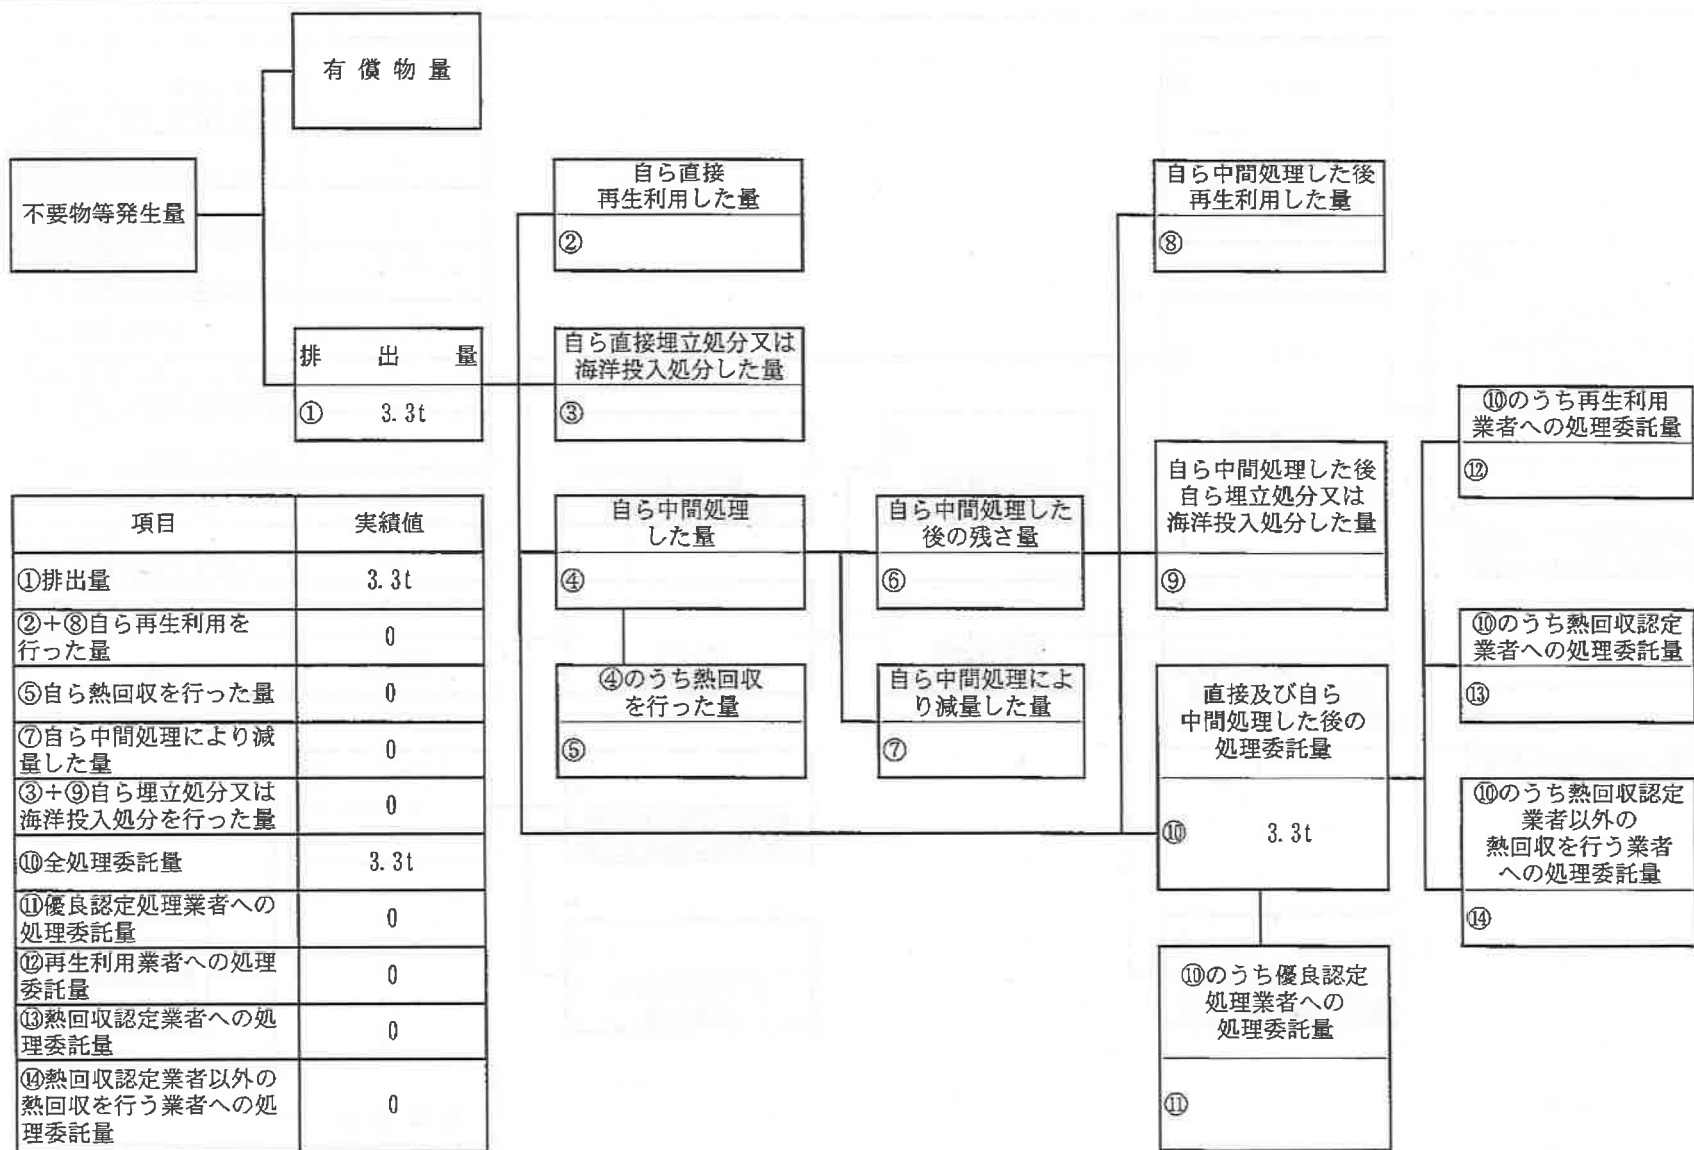 有償物量
不要物等発生量
排出量
① 3.3t
自ら直接
再生利用した量
②
自ら直接埋立処分又は
海洋投入処分した量
③
自ら中間処理
した量
④
④のうち熱回収
を行った量
⑤
自ら中間処理した
後の残さ量
⑥
自ら中間処理によ
り減量した量
⑦
自ら中間処理した後
再生利用した量
⑧
自ら中間処理した後
自ら埋立処分又は
海洋投入処分した量
⑨
直接及び自ら
中間処理した後の
処理委託量
⑩ 3.3t
⑩のうち優良認定
処理業者への
処理委託量
⑪
⑩のうち再生利用
業者への処理委託量
⑫
⑩のうち熱回収認定
業者への処理委託量
⑬
⑩のうち熱回収認定
業者以外の
熱回収を行う業者
への処理委託量
⑭
項目 実績値
①排出量 3.3t
②+⑧自ら再生利用を
行った量 0
⑤自ら熱回収を行った量 0
⑦自ら中間処理により減
量した量 0
③+⑨自ら埋立処分又は
海洋投入処分を行った量 0
⑩全処理委託量 3.3t
⑪優良認定処理業者への
処理委託量 0
⑫再生利用業者への処理
委託量 0
⑬熱回収認定業者への処
理委託量 0
⑭熱回収認定業者以外の
熱回収を行う業者への処
理委託量 0